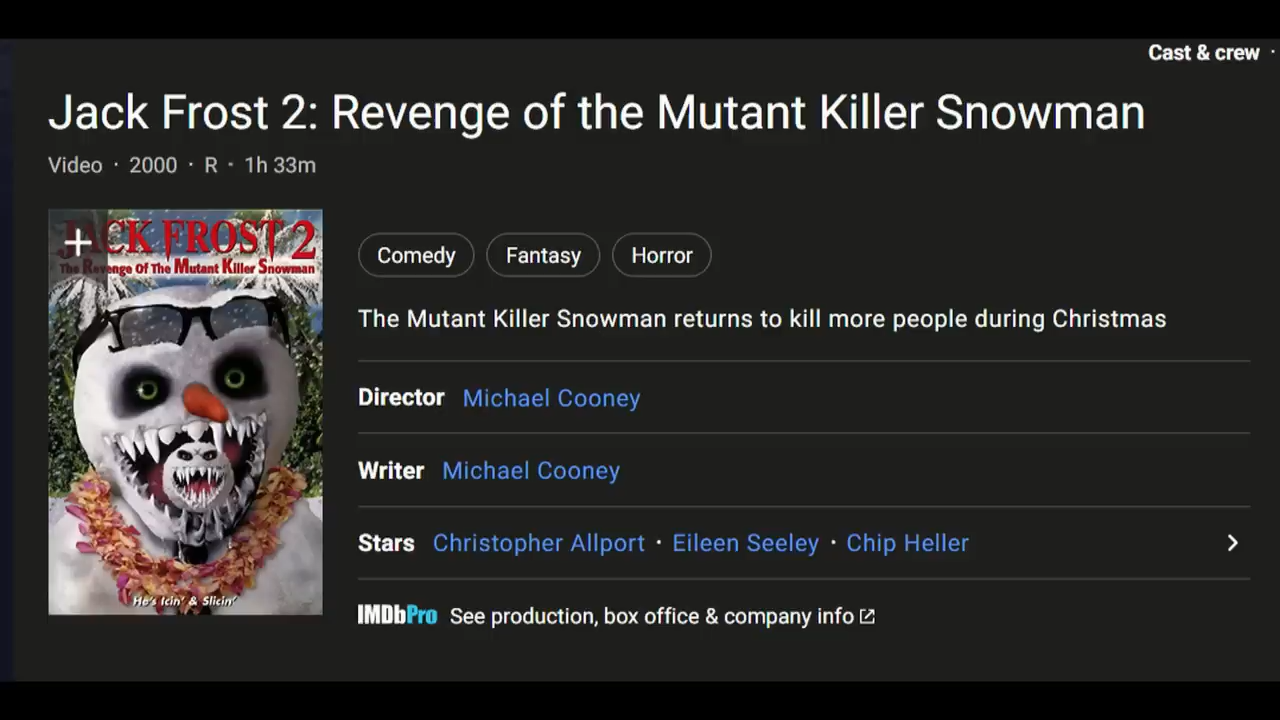 Cast & crew ·
Jack Frost 2: Revenge of the Mutant Killer Snowman
Video · 2000 · R · 1h 33m
JACK FROST 2
The Revenge Of The Mutant Killer Snowman
He's Icin' & Slicin'
Comedy Fantasy Horror
The Mutant Killer Snowman returns to kill more people during Christmas
Director Michael Cooney
Writer Michael Cooney
Stars Christopher Allport · Eileen Seeley · Chip Heller
IMDbPro See production, box office & company info